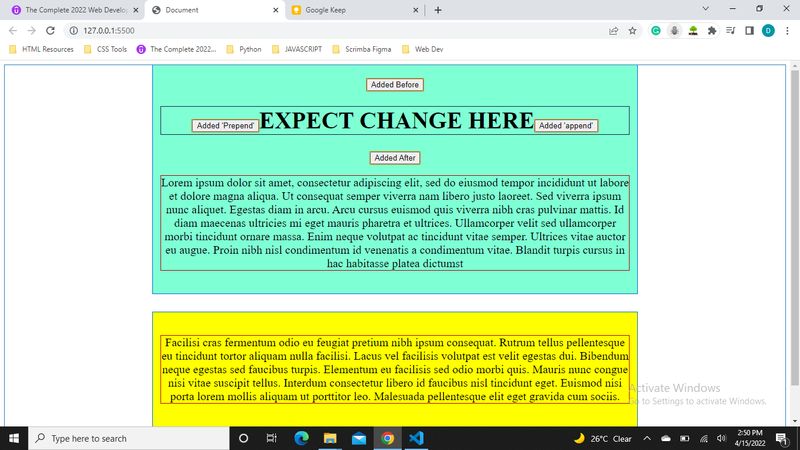 The Complete 2022 Web Develop
Document
Google Keep
127.0.0.1:5500
HTML Resources
CSS Tools
The Complete 2022...
Python
JAVASCRIPT
Scrimba Figma
Web Dev
Added Before
Added 'Prepend' EXPECT CHANGE HERE Added 'append'
Added After
Lorem ipsum dolor sit amet, consectetur adipiscing elit, sed do eiusmod tempor incididunt ut labore
et dolore magna aliqua. Ut consequat semper viverra nam libero justo laoreet. Sed viverra ipsum
nunc aliquet. Egestas diam in arcu. Arcu cursus euismod quis viverra nibh cras pulvinar mattis. Id
diam maecenas ultricies mi eget mauris pharetra et ultrices. Ullamcorper velit sed ullamcorper
morbi tincidunt ornare massa. Enim neque volutpat ac tincidunt vitae semper. Ultrices vitae auctor
eu augue. Proin nibh nisl condimentum id venenatis a condimentum vitae. Blandit turpis cursus in
hac habitasse platea dictumst
Facilisi cras fermentum odio eu feugiat pretium nibh ipsum consequat. Rutrum tellus pellentesque
eu tincidunt tortor aliquam nulla facilisi. Lacus vel facilisis volutpat est velit egestas dui. Bibendum
neque egestas sed faucibus turpis. Elementum eu facilisis sed odio morbi quis. Mauris nunc congue
nisi vitae suscipit tellus. Interdum consectetur libero id faucibus nisl tincidunt eget. Euismod nisi
porta lorem mollis aliquam ut porttitor leo. Malesuada pellentesque elit eget gravida cum sociis.
Activate Windows
Go to Settings to activate Windows.
Type here to search
26°C Clear
2:50 PM
4/15/2022